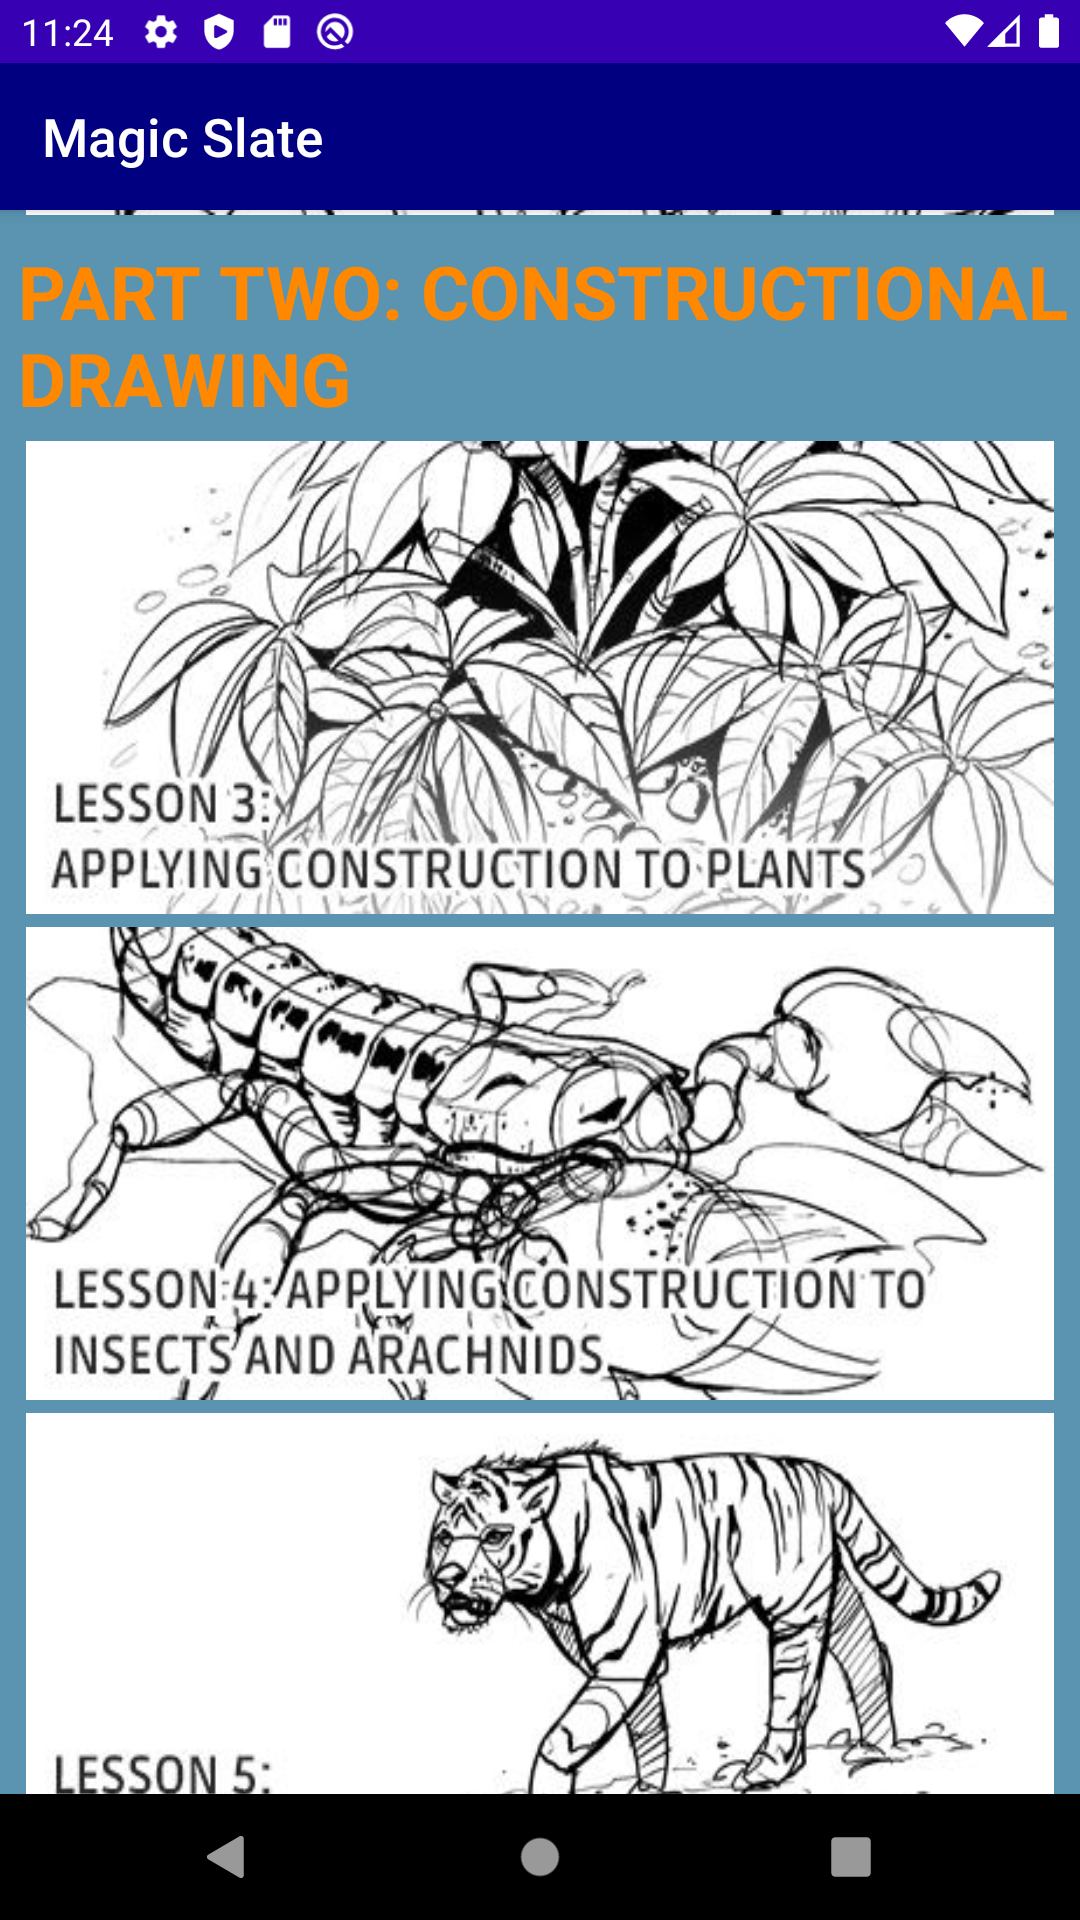 11:24
Magic Slate
PART TWO: CONSTRUCTIONAL
DRAWING
LESSON 3:
APPLYING CONSTRUCTION TO PLANTS
LESSON 4: APPLYING CONSTRUCTION TO
INSECTS AND ARACHNIDS
LESSON 5: